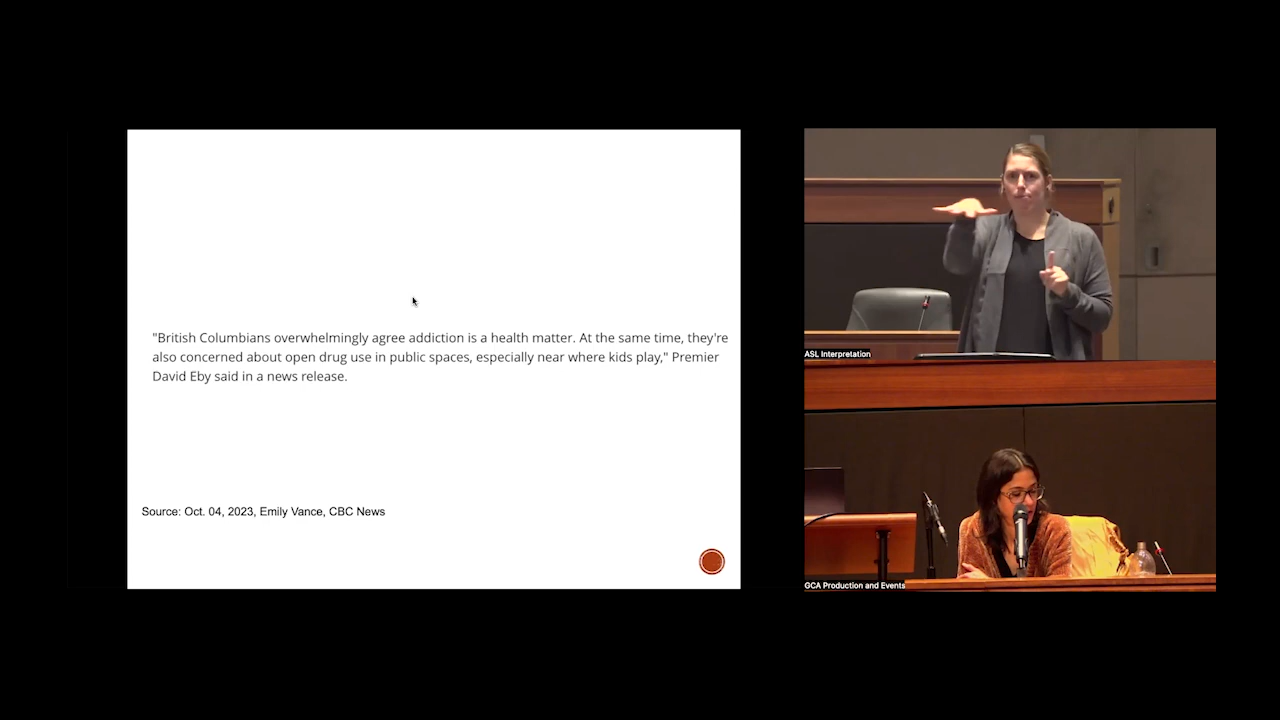 "British Columbians overwhelmingly agree addiction is a health matter. At the same time, they're
also concerned about open drug use in public spaces, especially near where kids play," Premier
David Eby said in a news release.
Source: Oct. 04, 2023, Emily Vance, CBC News
ASL Interpretation
GCA Production and Events